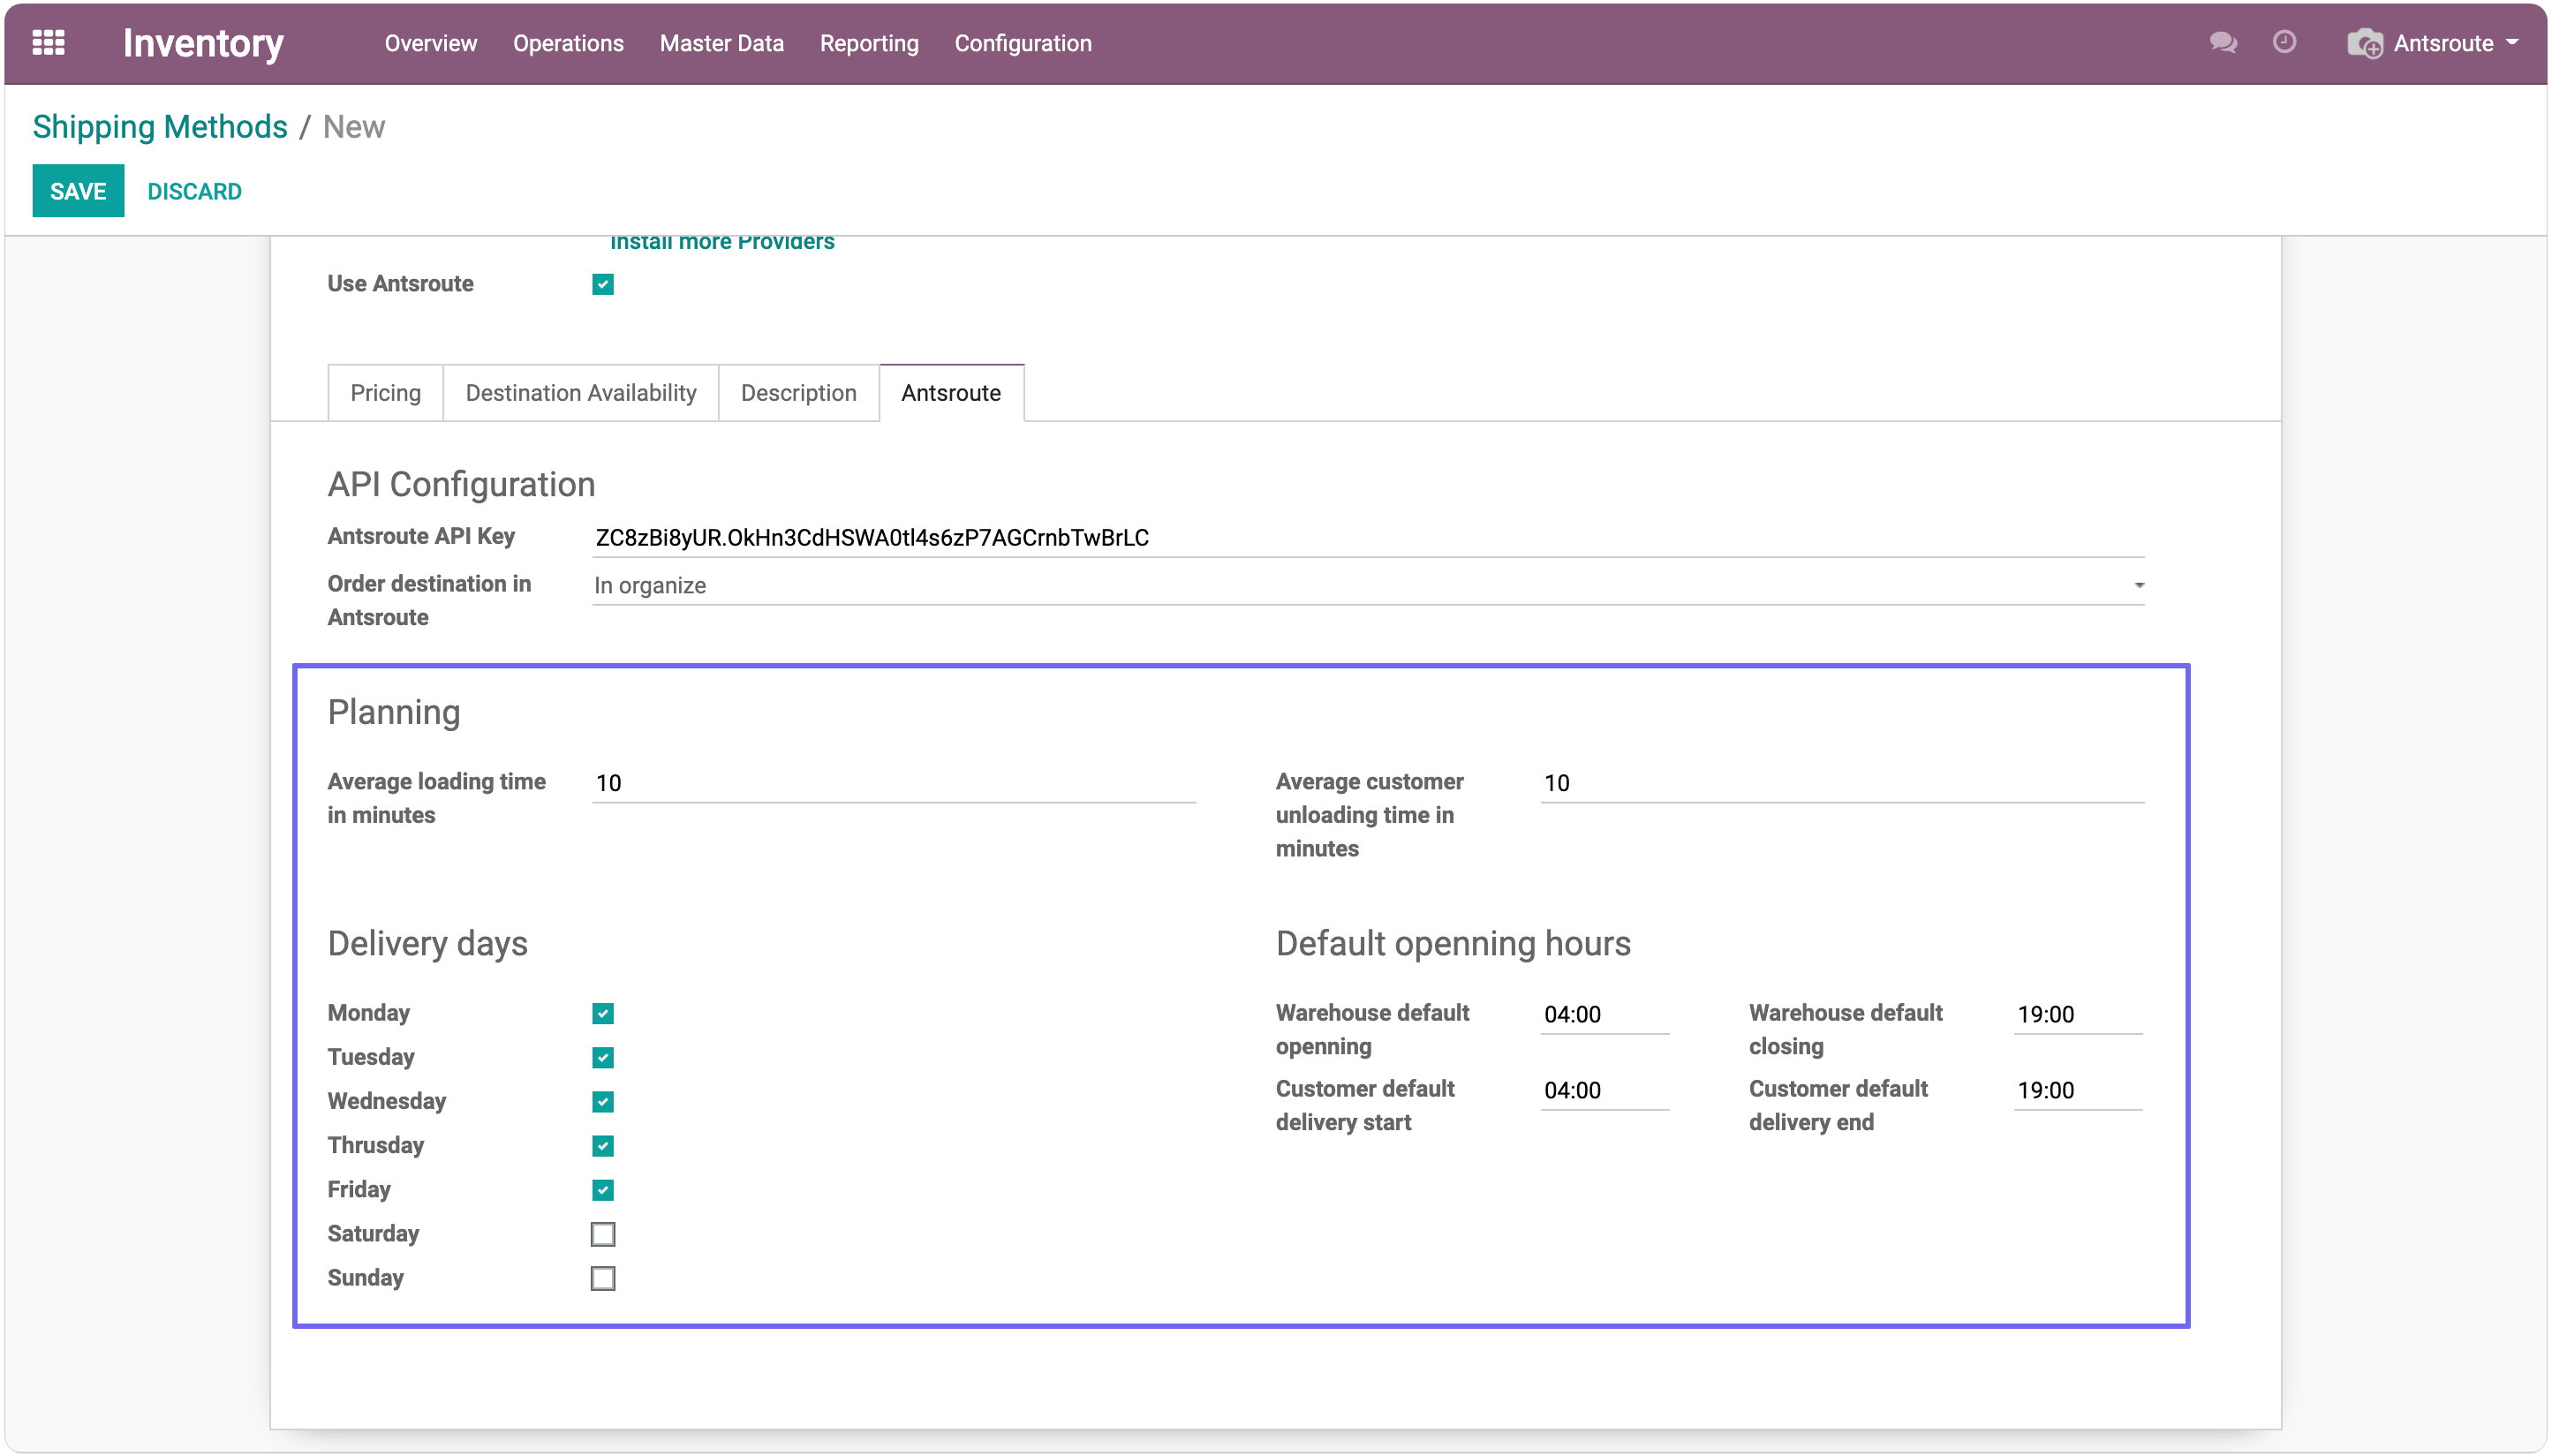 Inventory Overview Operations Master Data Reporting Configuration Antsroute
Shipping Methods / New
SAVE DISCARD
Install more Providers
Use Antsroute
Pricing Destination Availability Description Antsroute
API Configuration
Antsroute API Key ZC8zBi8yUR.OkHn3CdHSWA0tl4s6zP7AGCrnbTwBrLC
Order destination in In organize
Antsroute
Planning
Average loading time 10
in minutes
Average customer 10
unloading time in
minutes
Delivery days
Monday
Tuesday
Wednesday
Thrusday
Friday
Saturday
Sunday
Default openning hours
Warehouse default 04:00 Warehouse default 19:00
openning closing
Customer default 04:00 Customer default 19:00
delivery start delivery end